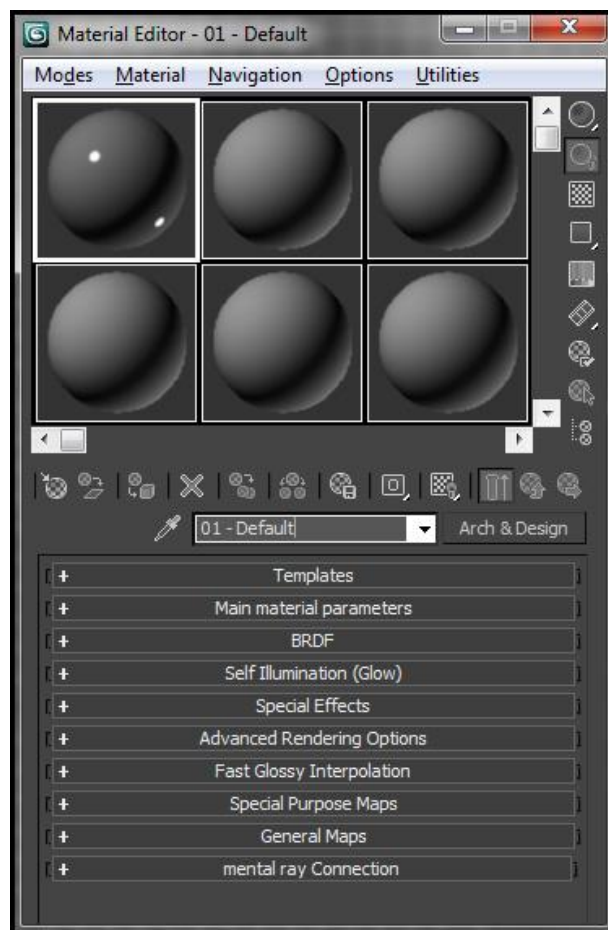 Material Editor - 01 - Default
Modes Material Navigation Options Utilities
01 - Default
Arch & Design
Templates
Main material parameters
BRDF
Self Illumination (Glow)
Special Effects
Advanced Rendering Options
Fast Glossy Interpolation
Special Purpose Maps
General Maps
mental ray Connection